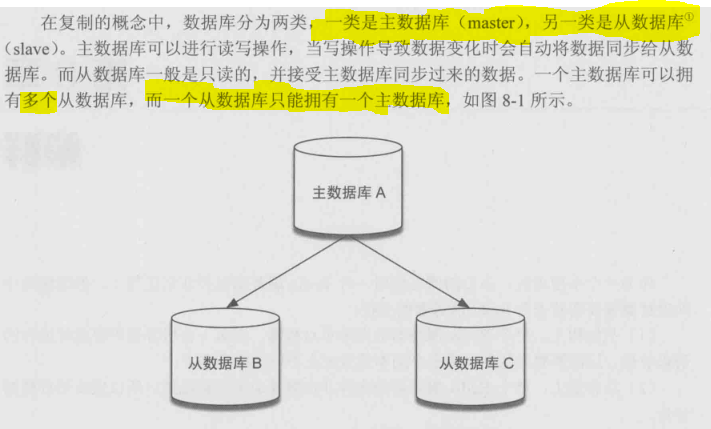 在复制的概念中，数据库分为两类，一类是主数据库（master），另一类是从数据库①
（slave）。主数据库可以进行读写操作，当写操作导致数据变化时会自动将数据同步给从数
据库。而从数据库一般是只读的，并接受主数据库同步过来的数据。一个主数据库可以拥
有多个从数据库，而一个从数据库只能拥有一个主数据库，如图 8-1 所示。
主数据库 A
从数据库 B
从数据库 C